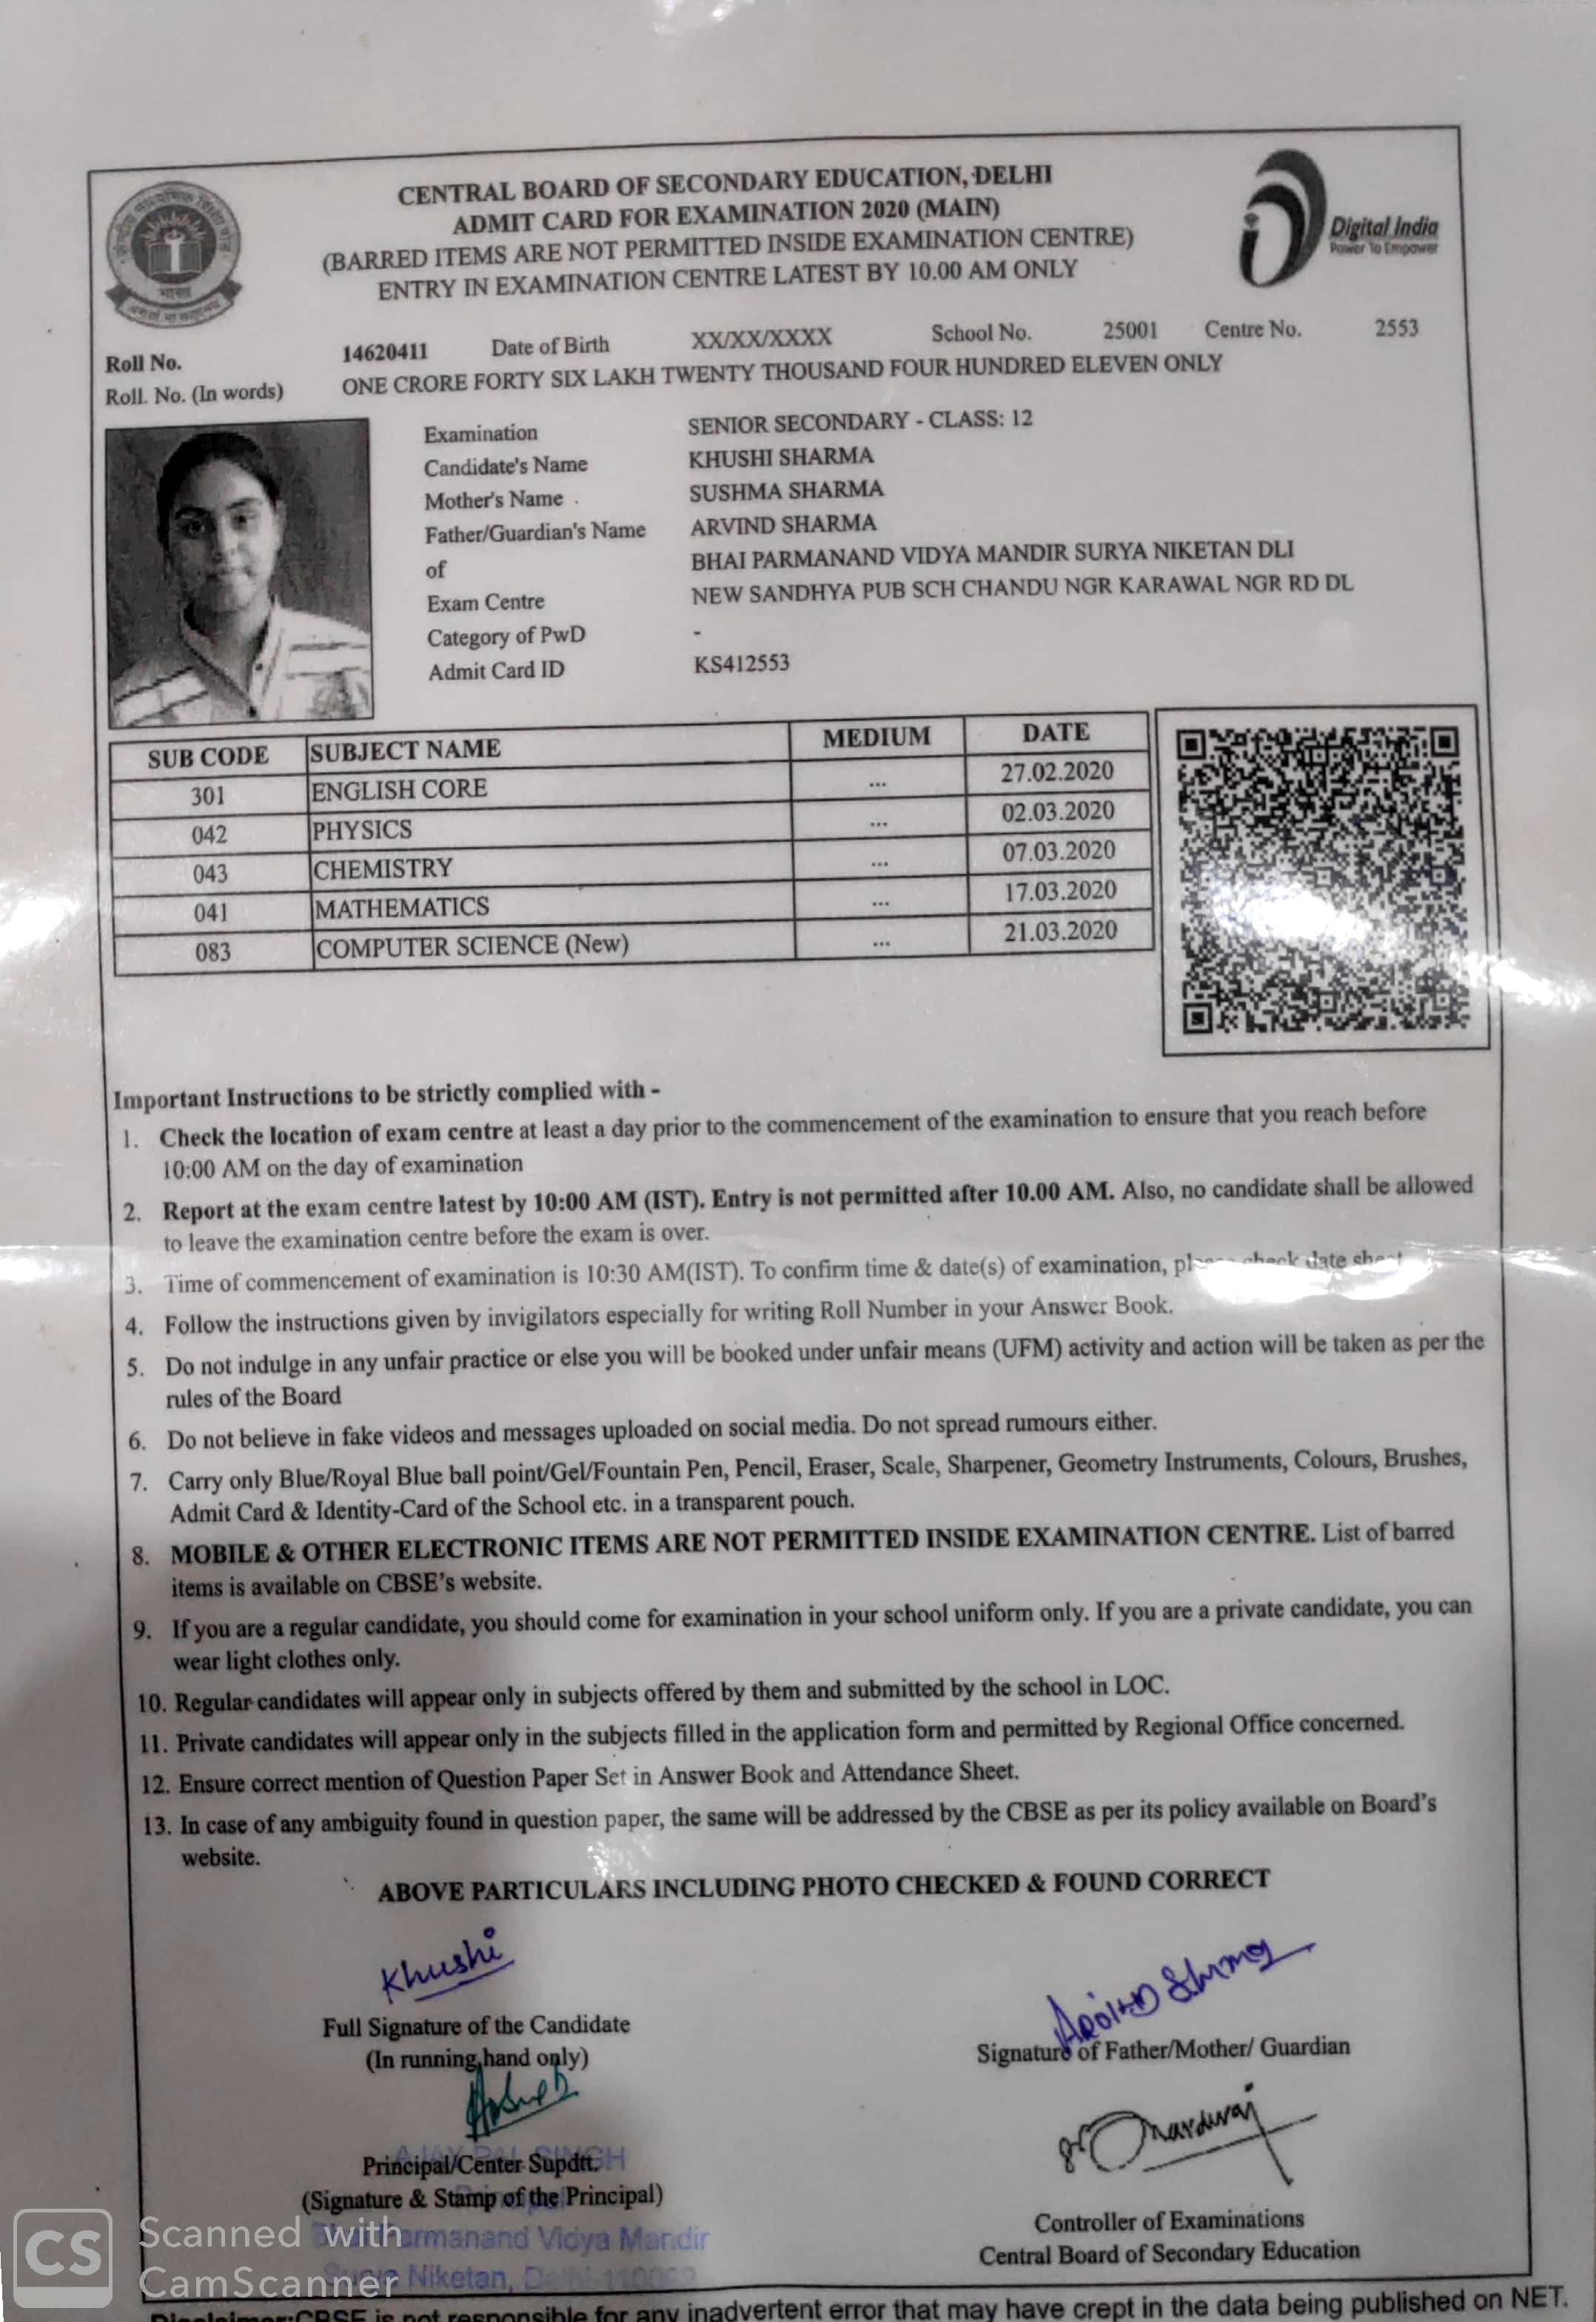 CENTRAL BOARD OF SECONDARY EDUCATION, DELHI
ADMIT CARD FOR EXAMINATION 2020 (MAIN)
(BARRED ITEMS ARE NOT PERMITTED INSIDE EXAMINATION CENTRE)
ENTRY IN EXAMINATION CENTRE LATEST BY 10.00 AM ONLY
भारत
Digital India
Power To Empower
Roll No. 14620411 Date of Birth XX/XX/XXXX School No. 25001 Centre No. 2553
Roll. No. (In words) ONE CRORE FORTY SIX LAKH TWENTY THOUSAND FOUR HUNDRED ELEVEN ONLY
Examination SENIOR SECONDARY - CLASS: 12
Candidate's Name KHUSHI SHARMA
Mother's Name SUSHMA SHARMA
Father/Guardian's Name ARVIND SHARMA
of BHAI PARMANAND VIDYA MANDIR SURYA NIKETAN DLI
Exam Centre NEW SANDHYA PUB SCH CHANDU NGR KARAWAL NGR RD DL
Category of PwD -
Admit Card ID KS412553
SUB CODE SUBJECT NAME MEDIUM DATE
301 ENGLISH CORE ... 27.02.2020
042 PHYSICS ... 02.03.2020
043 CHEMISTRY ... 07.03.2020
041 MATHEMATICS ... 17.03.2020
083 COMPUTER SCIENCE (New) ... 21.03.2020
Important Instructions to be strictly complied with -
1. Check the location of exam centre at least a day prior to the commencement of the examination to ensure that you reach before
10:00 AM on the day of examination
2. Report at the exam centre latest by 10:00 AM (IST). Entry is not permitted after 10.00 AM. Also, no candidate shall be allowed
to leave the examination centre before the exam is over.
3. Time of commencement of examination is 10:30 AM(IST). To confirm time & date(s) of examination, please check date sheet
4. Follow the instructions given by invigilators especially for writing Roll Number in your Answer Book.
5. Do not indulge in any unfair practice or else you will be booked under unfair means (UFM) activity and action will be taken as per the
rules of the Board
6. Do not believe in fake videos and messages uploaded on social media. Do not spread rumours either.
7. Carry only Blue/Royal Blue ball point/Gel/Fountain Pen, Pencil, Eraser, Scale, Sharpener, Geometry Instruments, Colours, Brushes,
Admit Card & Identity-Card of the School etc. in a transparent pouch.
8. MOBILE & OTHER ELECTRONIC ITEMS ARE NOT PERMITTED INSIDE EXAMINATION CENTRE. List of barred
items is available on CBSE's website.
9. If you are a regular candidate, you should come for examination in your school uniform only. If you are a private candidate, you can
wear light clothes only.
10. Regular candidates will appear only in subjects offered by them and submitted by the school in LOC.
11. Private candidates will appear only in the subjects filled in the application form and permitted by Regional Office concerned.
12. Ensure correct mention of Question Paper Set in Answer Book and Attendance Sheet.
13. In case of any ambiguity found in question paper, the same will be addressed by the CBSE as per its policy available on Board's
website.
ABOVE PARTICULARS INCLUDING PHOTO CHECKED & FOUND CORRECT
Khushi
Full Signature of the Candidate
(In running hand only)
Signature of Father/Mother/ Guardian
AJAY PAL SINGH
Principal/Center Supdtt.
(Signature & Stamp of the Principal)
Principal
Parmanand Vidya Mandir
Niketan,
Controller of Examinations
Central Board of Secondary Education
CS Scanned with
CamScanner
Disclaimer:CBSE is not responsible for any inadvertent error that may have crept in the data being published on NET.